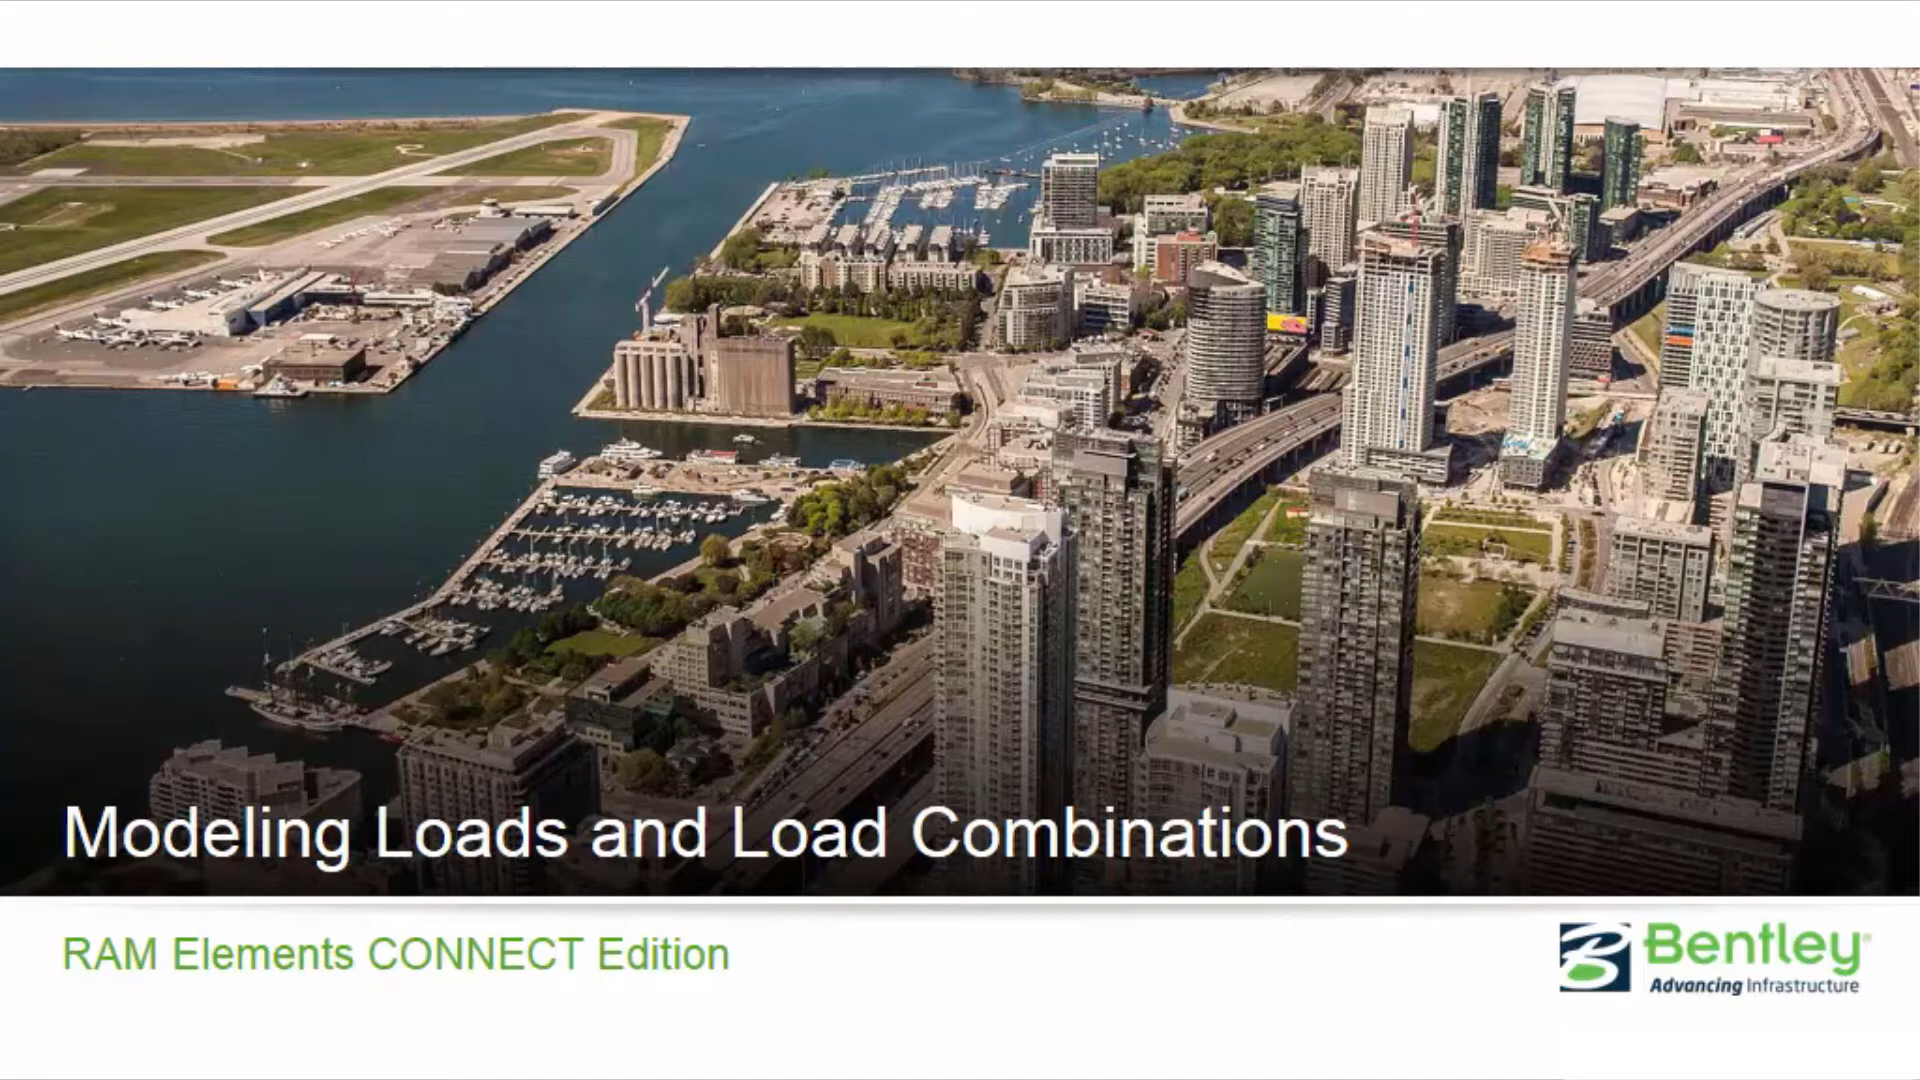 Modeling Loads and Load Combinations
RAM Elements CONNECT Edition
Bentley®
Advancing Infrastructure